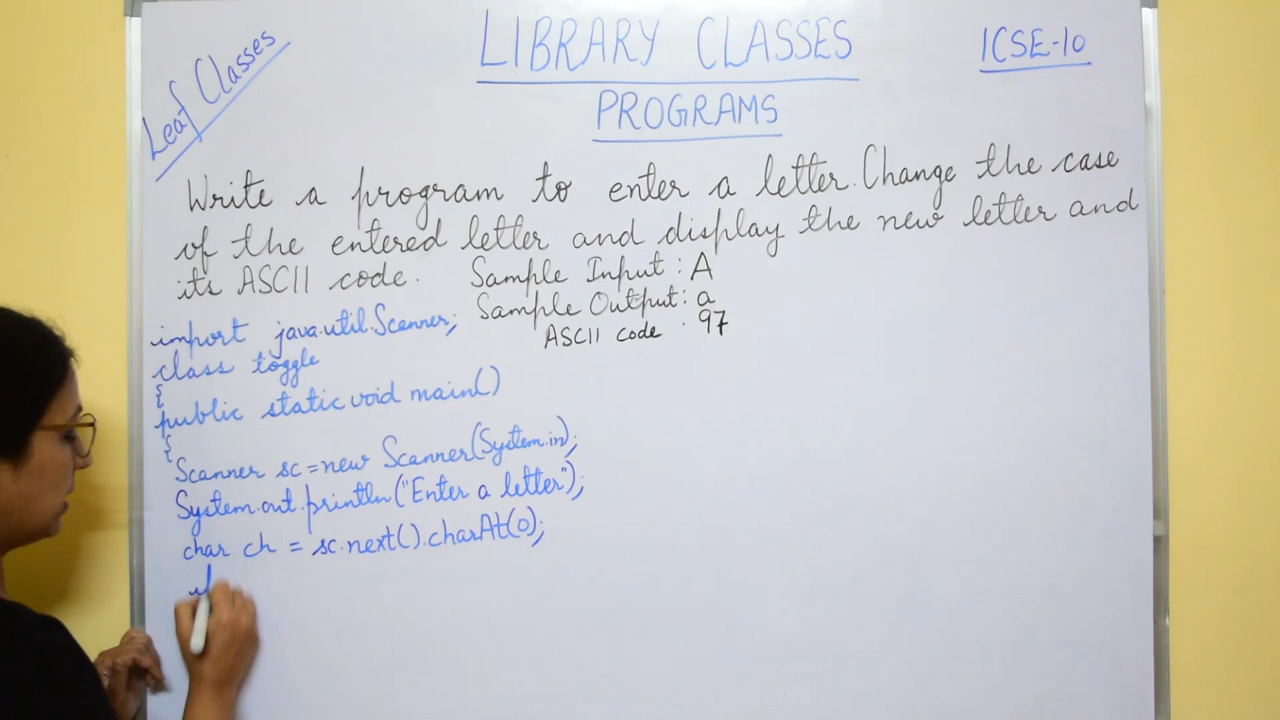 Leaf Classes
LIBRARY CLASSES
ICSE-10
PROGRAMS
Write a program to enter a letter. Change the case
of the entered letter and display the new letter and
its ASCII code. Sample Input : A
Sample Output : a
ASCII code : 97
import java.util.Scanner;
class toggle
{
public static void main()
{
Scanner sc = new Scanner(System.in);
System.out.println("Enter a letter");
char ch = sc.next().charAt(0);
if